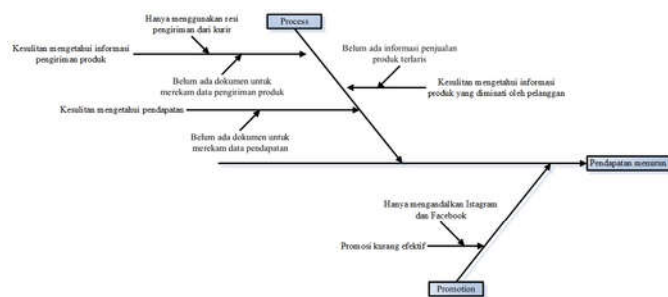 Process
Hanya menggunakan resi
pengiriman dari kurir
Kesulitan mengetahui informasi
pengiriman produk
Belum ada dokumen untuk
merekam data pengiriman produk
Belum ada informasi penjualan
produk terlaris
Kesulitan mengetahui informasi
produk yang diminati oleh pelanggan
Kesulitan mengetahui pendapatan
Belum ada dokumen untuk
merekam data pendapatan
Pendapatan menurun
Hanya mengandalkan Istagram
dan Facebook
Promosi kurang efektif
Promotion